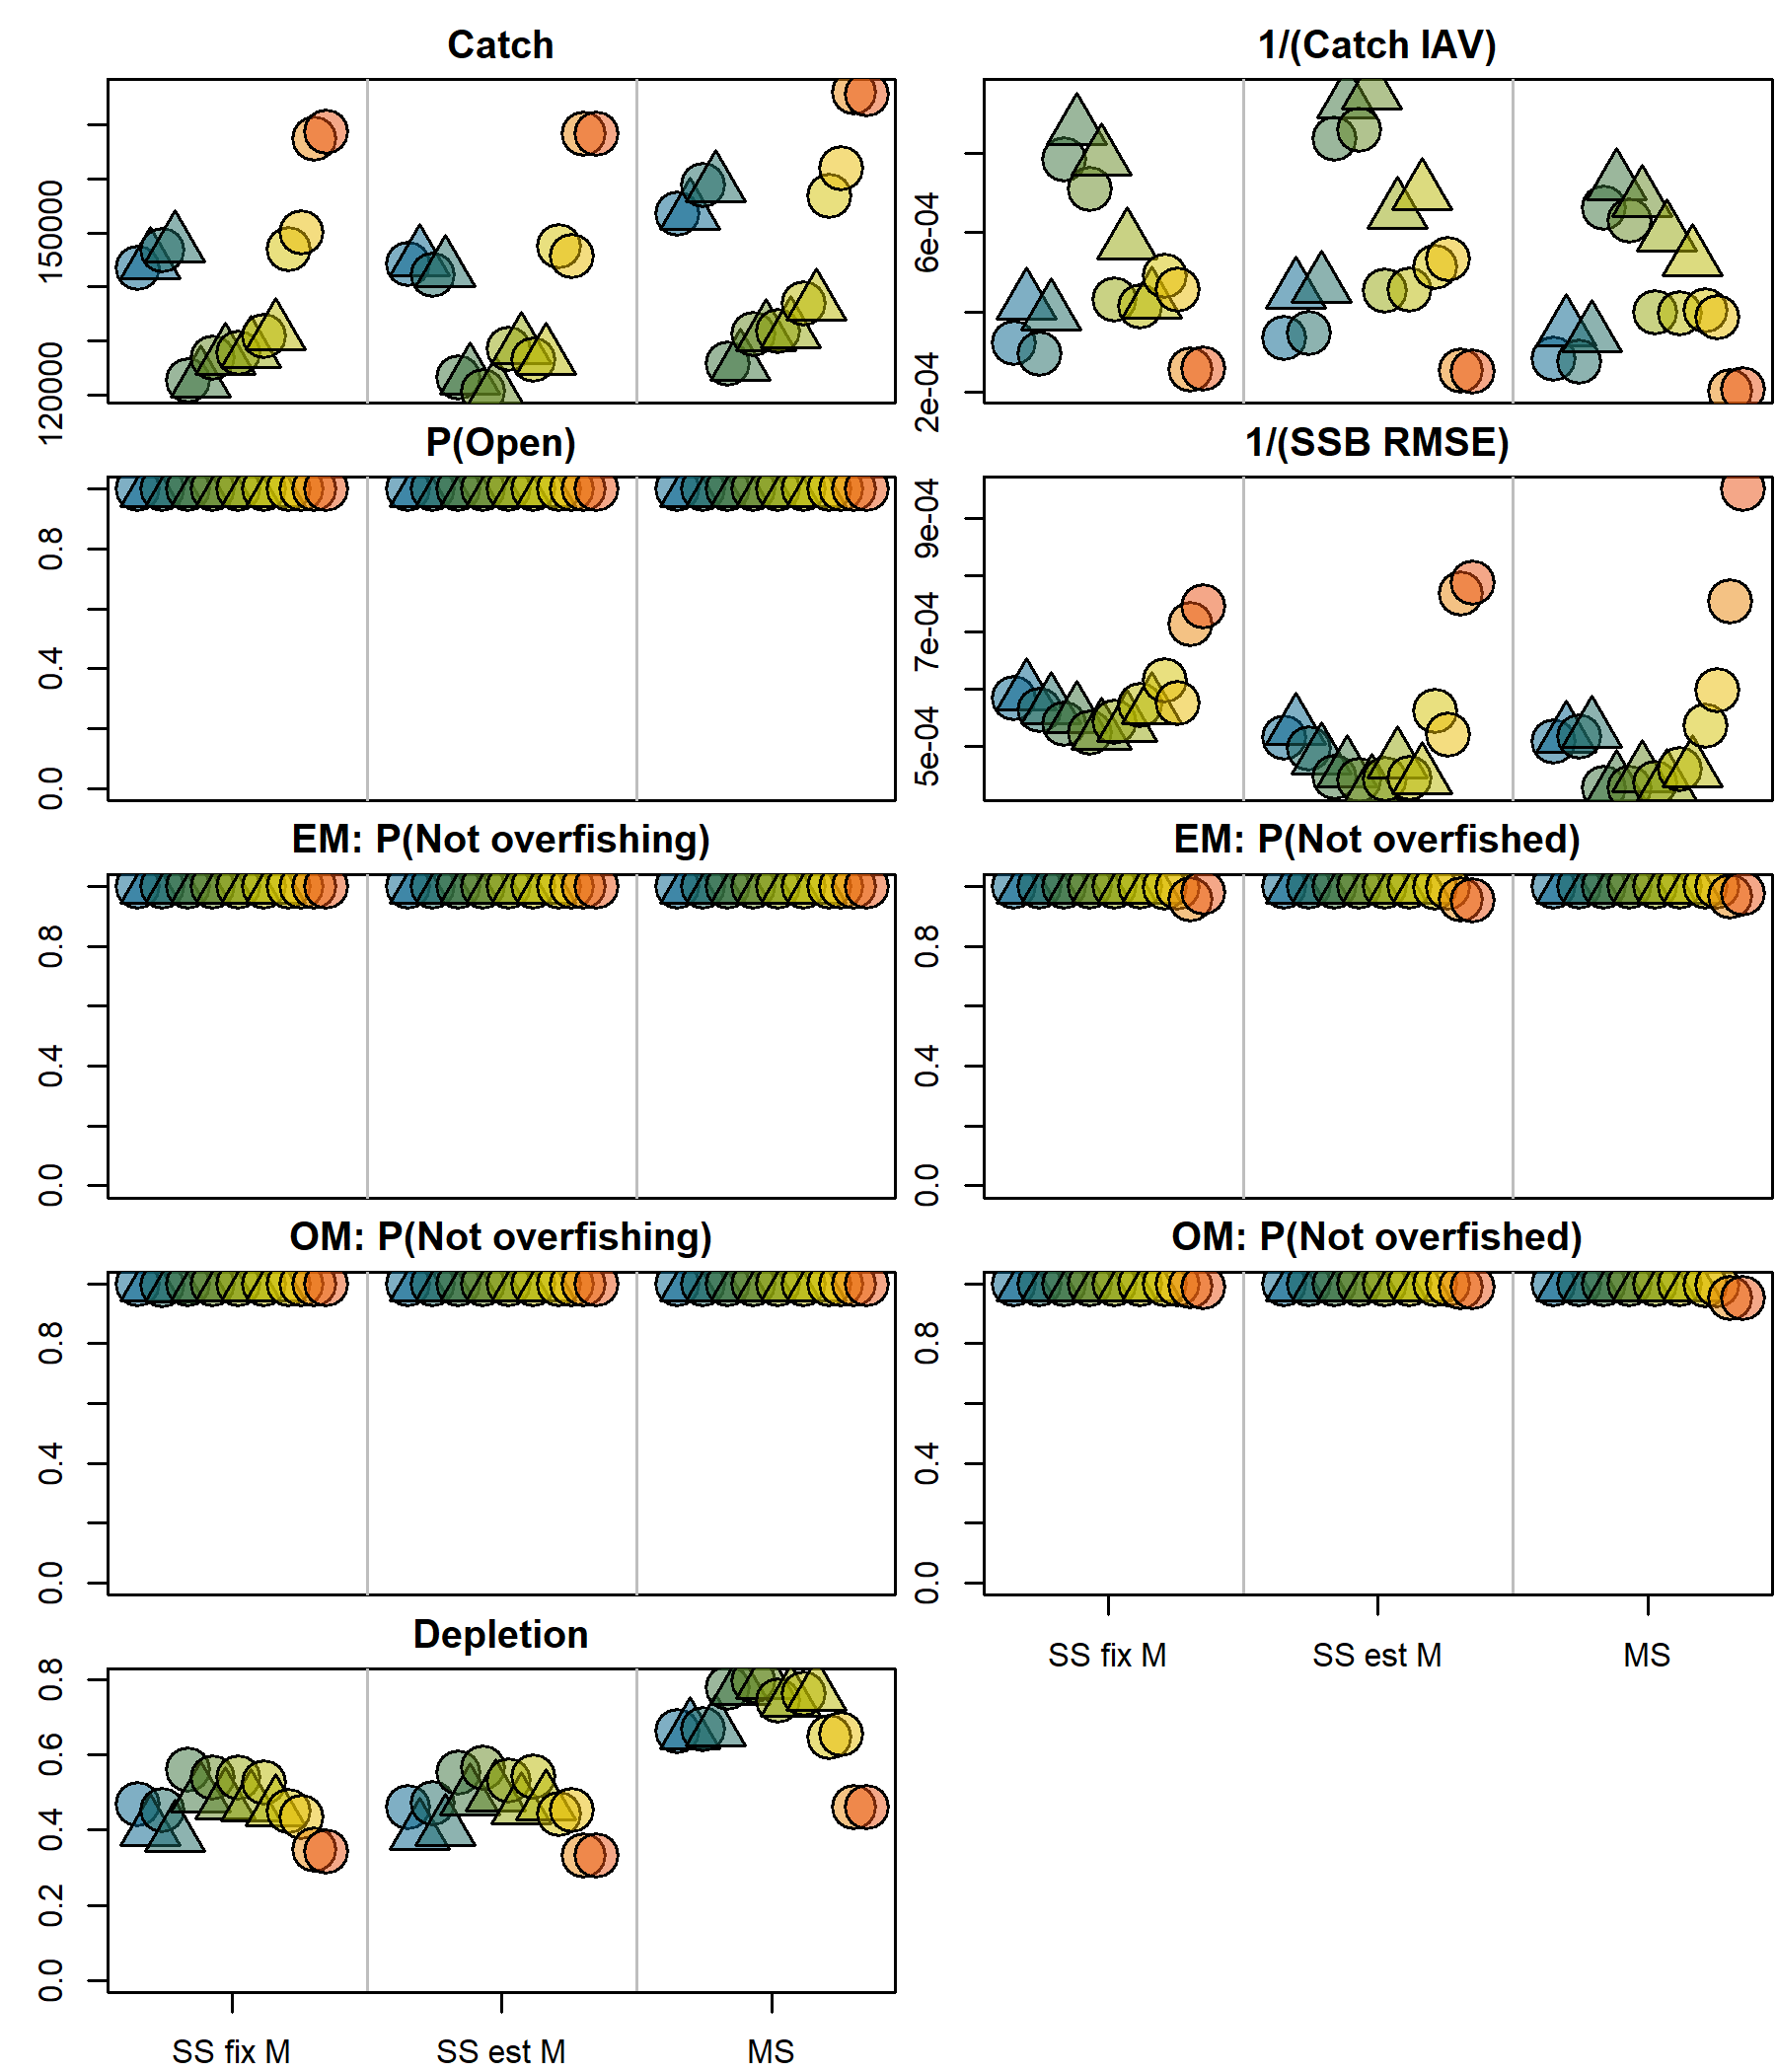 Catch
1/(Catch IAV)
150000
120000
6e-04
2e-04
P(Open)
1/(SSB RMSE)
0.8
0.4
0.0
9e-04
7e-04
5e-04
EM: P(Not overfishing)
EM: P(Not overfished)
0.8
0.4
0.0
0.8
0.4
0.0
OM: P(Not overfishing)
OM: P(Not overfished)
0.8
0.4
0.0
0.8
0.4
0.0
SS fix M
SS est M
MS
Depletion
0.8
0.6
0.4
0.2
0.0
SS fix M
SS est M
MS